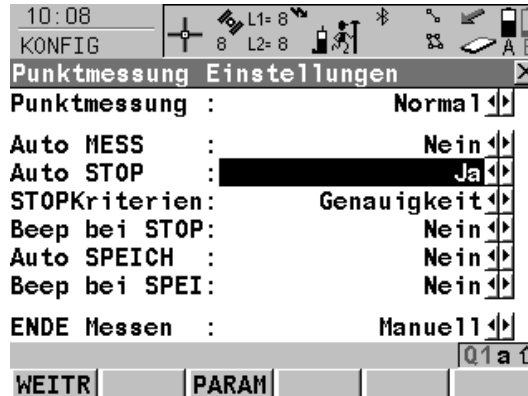 10:08
KONFIG
8
L1= 8
L2= 8
A
Punktmessung Einstellungen
X
Punktmessung : Normal
Auto MESS : Nein
Auto STOP : Ja
STOPKriterien: Genauigkeit
Beep bei STOP: Nein
Auto SPEICH : Nein
Beep bei SPEI: Nein
ENDE Messen : Manuell
Q1 a
WEITR PARAM